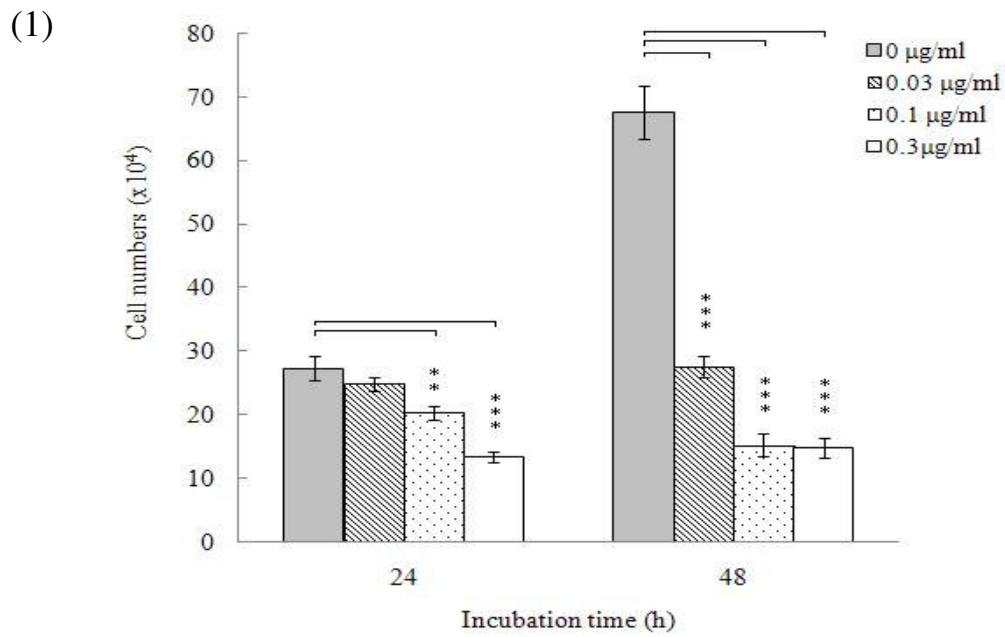 (1)
80
70
60
50
40
30
20
10
0
Cell numbers (x10⁴)
0 µg/ml
0.03 µg/ml
0.1 µg/ml
0.3µg/ml
**
***
***
***
***
24
48
Incubation time (h)